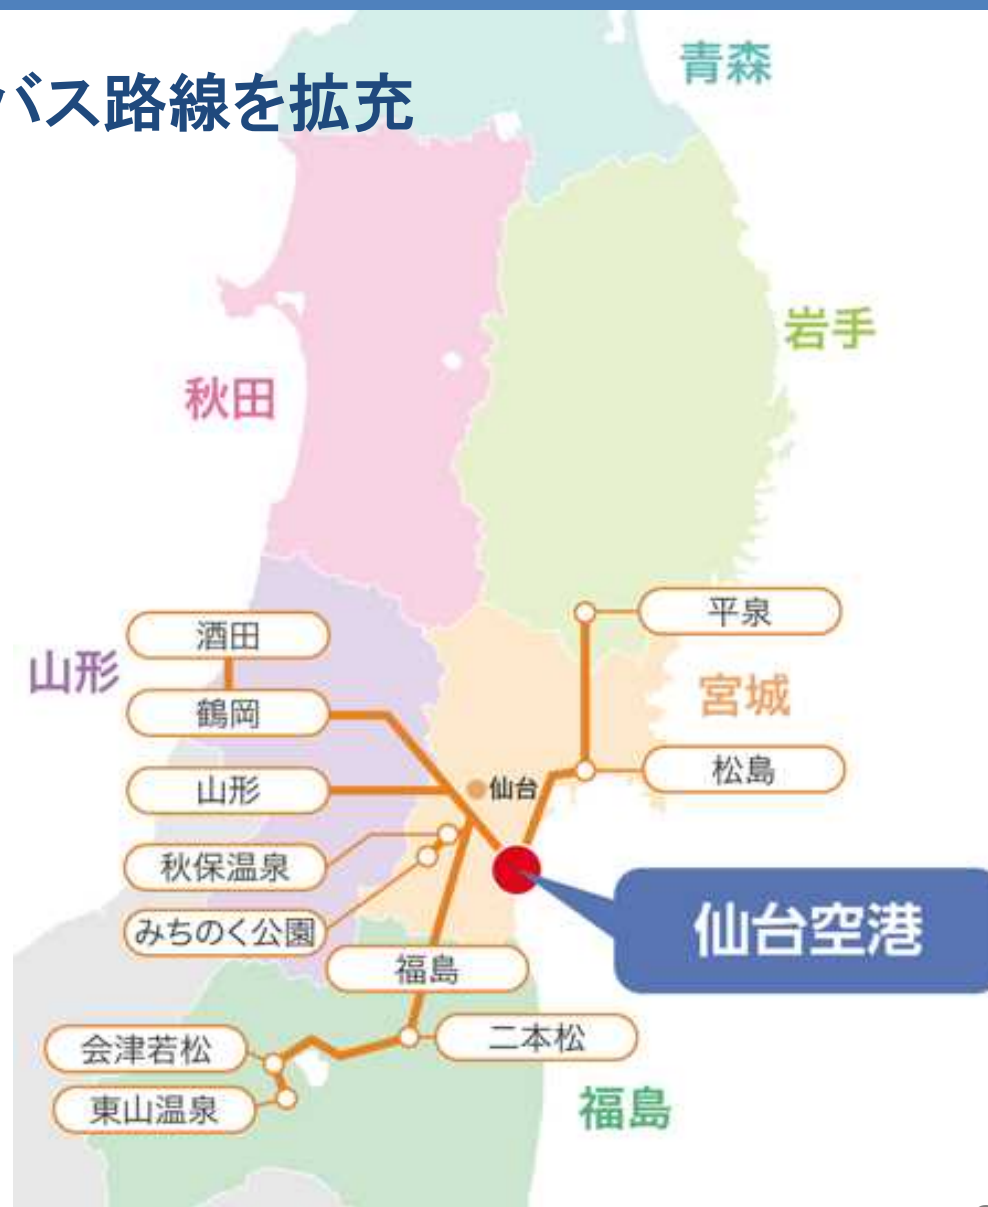 バス路線を拡充
青森
岩手
秋田
平泉
酒田
山形
宮城
鶴岡
松島
山形
仙台
秋保温泉
仙台空港
みちのく公園
福島
二本松
会津若松
東山温泉
福島